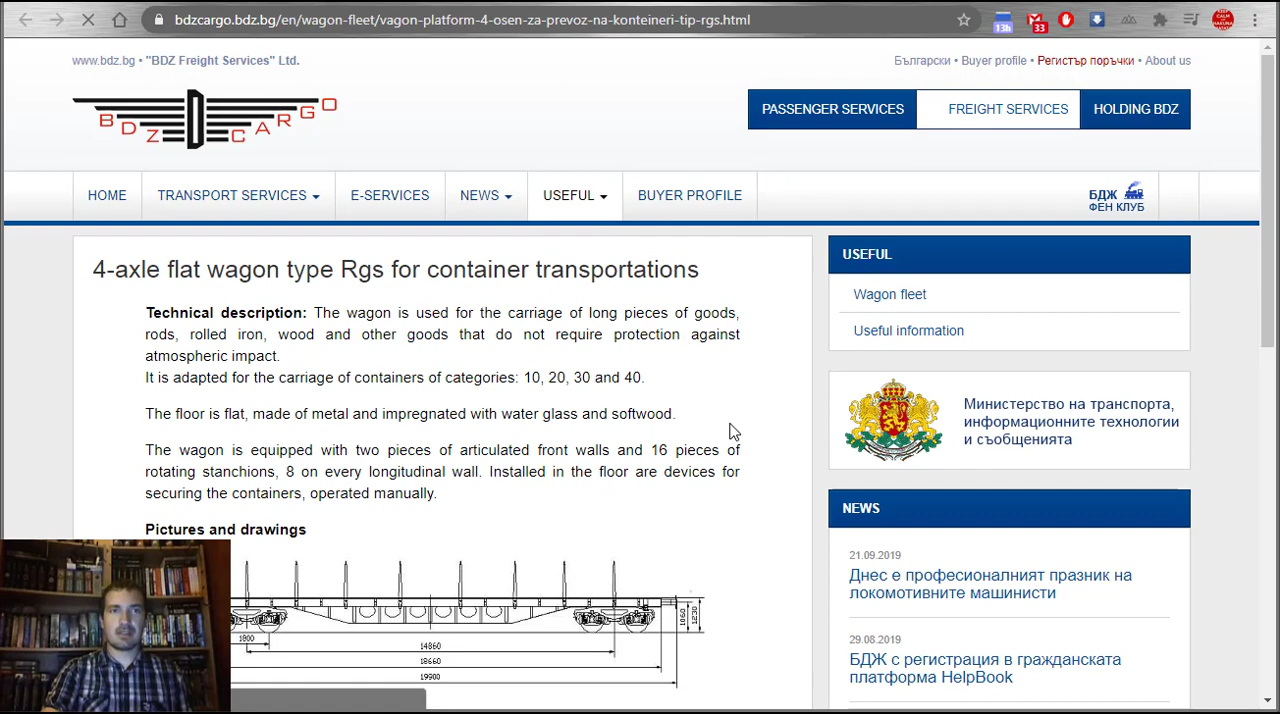 bdzcargo.bdz.bg/en/wagon-fleet/vagon-platform-4-osen-za-prevoz-na-konteineri-tip-rgs.html
13h
33
www.bdz.bg • "BDZ Freight Services" Ltd.
Български • Buyer profile • Регистър поръчки • About us
BDZ CARGO
PASSENGER SERVICES
FREIGHT SERVICES
HOLDING BDZ
HOME
TRANSPORT SERVICES
E-SERVICES
NEWS
USEFUL
BUYER PROFILE
БДЖ
ФЕН КЛУБ
4-axle flat wagon type Rgs for container transportations
Technical description: The wagon is used for the carriage of long pieces of goods,
rods, rolled iron, wood and other goods that do not require protection against
atmospheric impact.
It is adapted for the carriage of containers of categories: 10, 20, 30 and 40.
The floor is flat, made of metal and impregnated with water glass and softwood.
The wagon is equipped with two pieces of articulated front walls and 16 pieces of
rotating stanchions, 8 on every longitudinal wall. Installed in the floor are devices for
securing the containers, operated manually.
Pictures and drawings
1060
1230
1800
14860
18660
19900
USEFUL
Wagon fleet
Useful information
Министерство на транспорта,
информационните технологии
и съобщенията
NEWS
21.09.2019
Днес е професионалният празник на
локомотивните машинисти
29.08.2019
БДЖ с регистрация в гражданската
платформа HelpBook